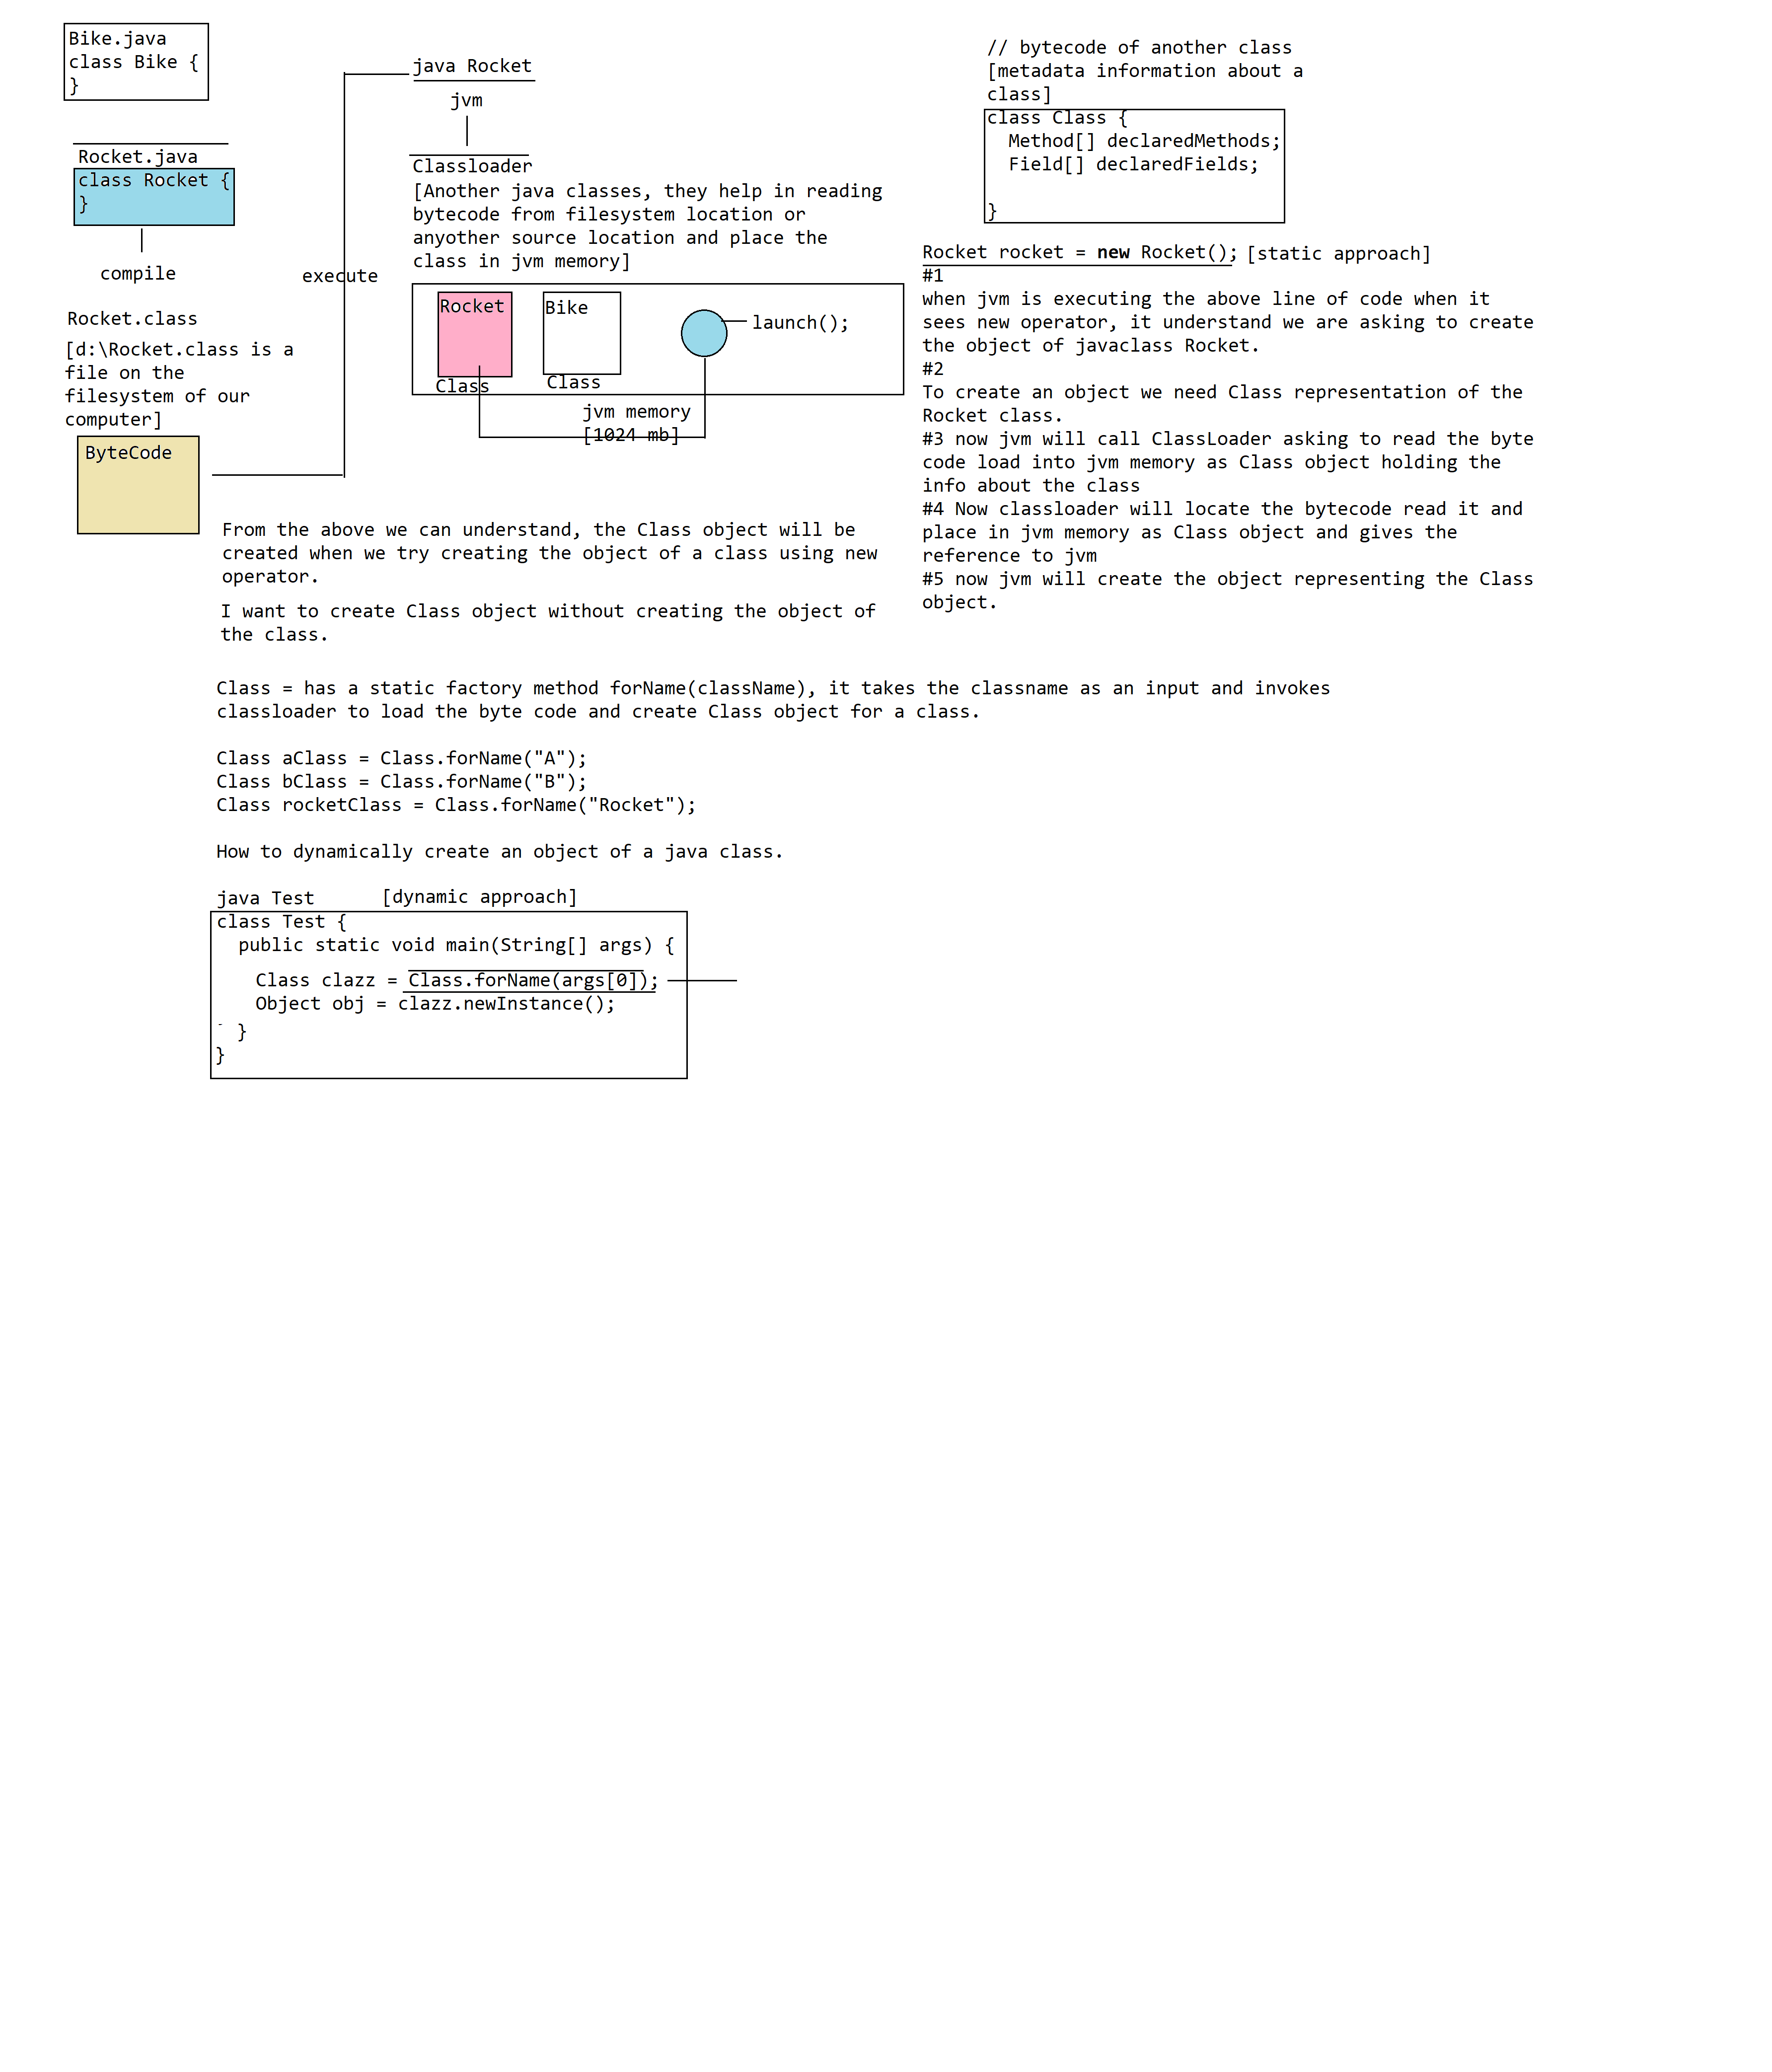 Bike.java
class Bike {
}
Rocket.java
class Rocket {
}
compile
Rocket.class
[d:\Rocket.class is a
file on the
filesystem of our
computer]
ByteCode
execute
java Rocket
jvm
Classloader
[Another java classes, they help in reading
bytecode from filesystem location or
anyother source location and place the
class in jvm memory]
Rocket
Class
Bike
Class
launch();
jvm memory
[1024 mb]
// bytecode of another class
[metadata information about a
class]
class Class {
Method[] declaredMethods;
Field[] declaredFields;
}
Rocket rocket = new Rocket(); [static approach]
#1
when jvm is executing the above line of code when it
sees new operator, it understand we are asking to create
the object of javaclass Rocket.
#2
To create an object we need Class representation of the
Rocket class.
#3 now jvm will call ClassLoader asking to read the byte
code load into jvm memory as Class object holding the
info about the class
#4 Now classloader will locate the bytecode read it and
place in jvm memory as Class object and gives the
reference to jvm
#5 now jvm will create the object representing the Class
object.
From the above we can understand, the Class object will be
created when we try creating the object of a class using new
operator.
I want to create Class object without creating the object of
the class.
Class = has a static factory method forName(className), it takes the classname as an input and invokes
classloader to load the byte code and create Class object for a class.
Class aClass = Class.forName("A");
Class bClass = Class.forName("B");
Class rocketClass = Class.forName("Rocket");
How to dynamically create an object of a java class.
java Test [dynamic approach]
class Test {
public static void main(String[] args) {
Class clazz = Class.forName(args[0]);
Object obj = clazz.newInstance();
}
}